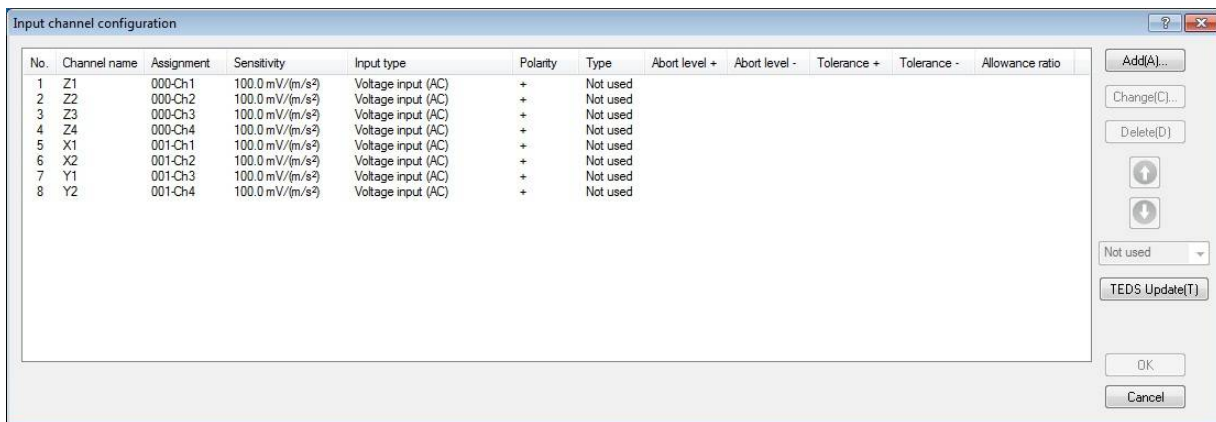 Input channel configuration
No. Channel name Assignment Sensitivity Input type Polarity Type Abort level + Abort level - Tolerance + Tolerance - Allowance ratio
1 Z1 000-Ch1 100.0 mV/(m/s²) Voltage input (AC) + Not used
2 Z2 000-Ch2 100.0 mV/(m/s²) Voltage input (AC) + Not used
3 Z3 000-Ch3 100.0 mV/(m/s²) Voltage input (AC) + Not used
4 Z4 000-Ch4 100.0 mV/(m/s²) Voltage input (AC) + Not used
5 X1 001-Ch1 100.0 mV/(m/s²) Voltage input (AC) + Not used
6 X2 001-Ch2 100.0 mV/(m/s²) Voltage input (AC) + Not used
7 Y1 001-Ch3 100.0 mV/(m/s²) Voltage input (AC) + Not used
8 Y2 001-Ch4 100.0 mV/(m/s²) Voltage input (AC) + Not used
Add(A)...
Change(C)...
Delete(D)
Not used
TEDS Update(T)
OK
Cancel